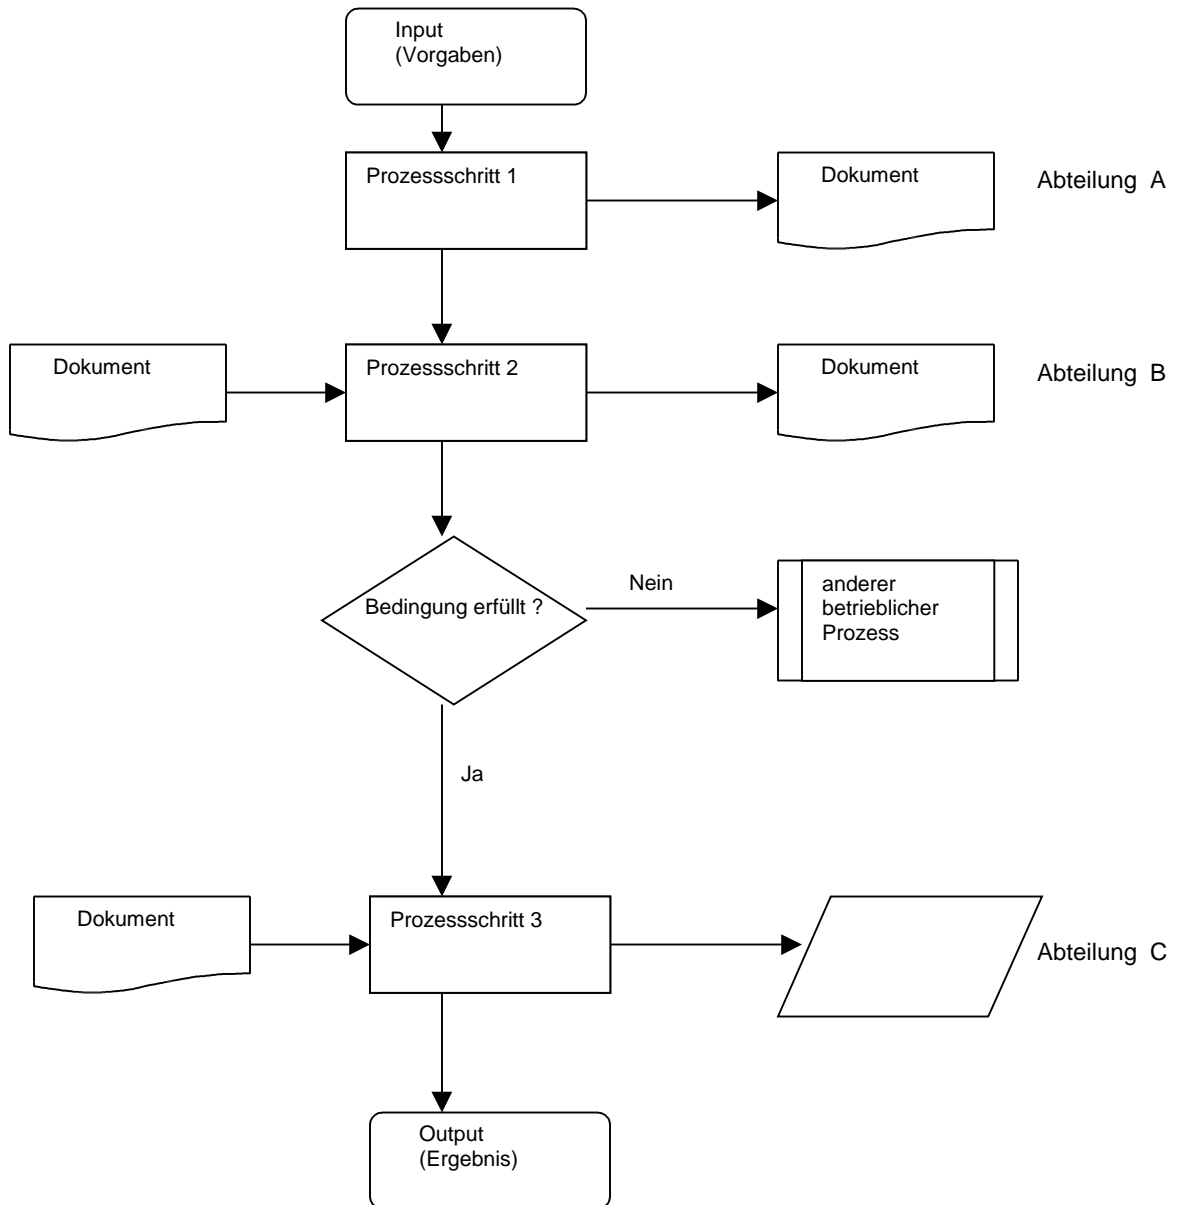 Input
(Vorgaben)
Prozessschritt 1
Dokument
Abteilung A
Dokument
Prozessschritt 2
Dokument
Abteilung B
Bedingung erfüllt ?
Nein
anderer
betrieblicher
Prozess
Ja
Dokument
Prozessschritt 3
Abteilung C
Output
(Ergebnis)